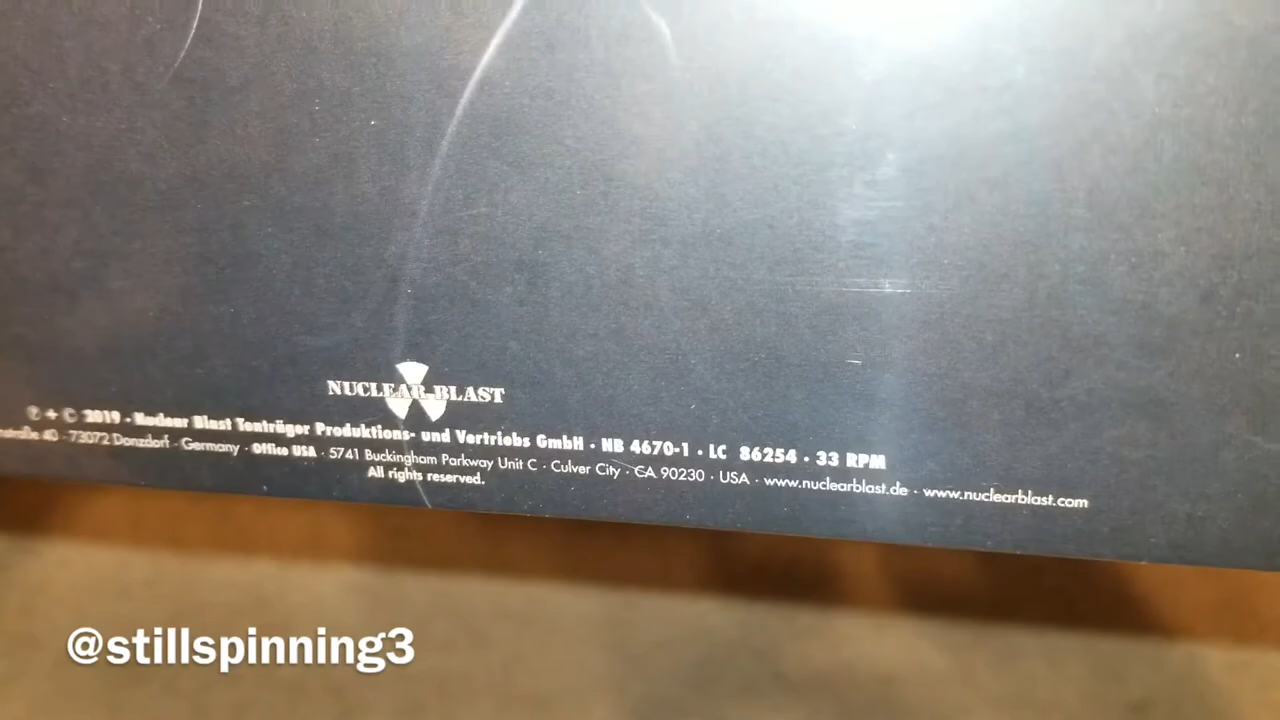 NUCLEAR BLAST
℗ + © 2019 · Nuclear Blast Tonträger Produktions- und Vertriebs GmbH · NB 4670-1 · LC 86254 · 33 RPM
40 · 73072 Donzdorf · Germany · Office USA · 5741 Buckingham Parkway Unit C · Culver City · CA 90230 · USA · www.nuclearblast.de · www.nuclearblast.com
All rights reserved.
@stillspinning3